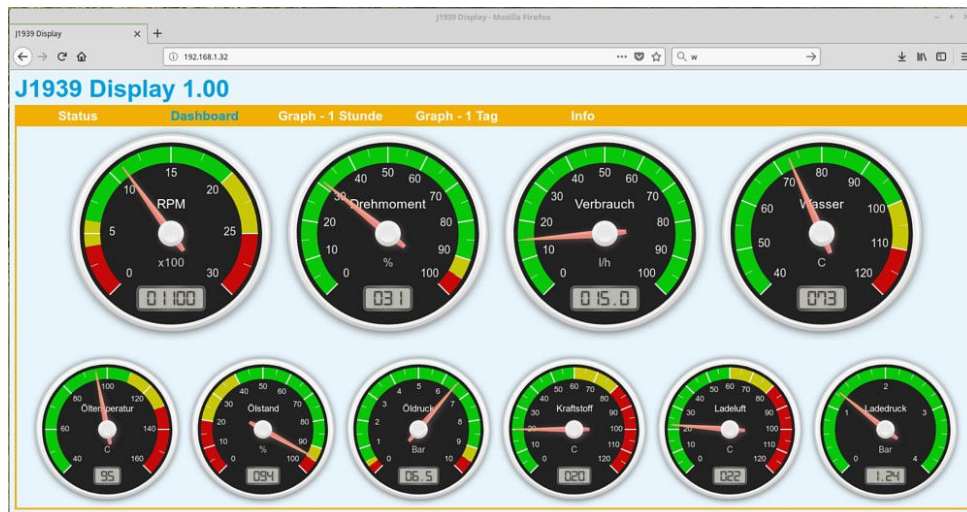 J1939 Display - Mozilla Firefox
J1939 Display
192.168.1.32
w
J1939 Display 1.00
Status Dashboard Graph - 1 Stunde Graph - 1 Tag Info
RPM x100 0 5 10 15 20 25 30 01100
Drehmoment % 0 10 20 30 40 50 60 70 80 90 100 031
Verbrauch l/h 0 10 20 30 40 50 60 70 80 90 100 015.0
Wasser C 40 50 60 70 80 90 100 110 120 073
Öltemperatur C 40 60 80 100 120 140 160 95
Ölstand % 0 10 20 30 40 50 60 70 80 90 100 094
Öldruck Bar 0 1 2 3 4 5 6 7 8 9 10 06.5
Kraftstoff C 0 10 20 30 40 50 60 70 80 90 100 110 120 020
Ladeluft C 0 10 20 30 40 50 60 70 80 90 100 110 120 022
Ladedruck Bar 0 1 2 3 4 1.24